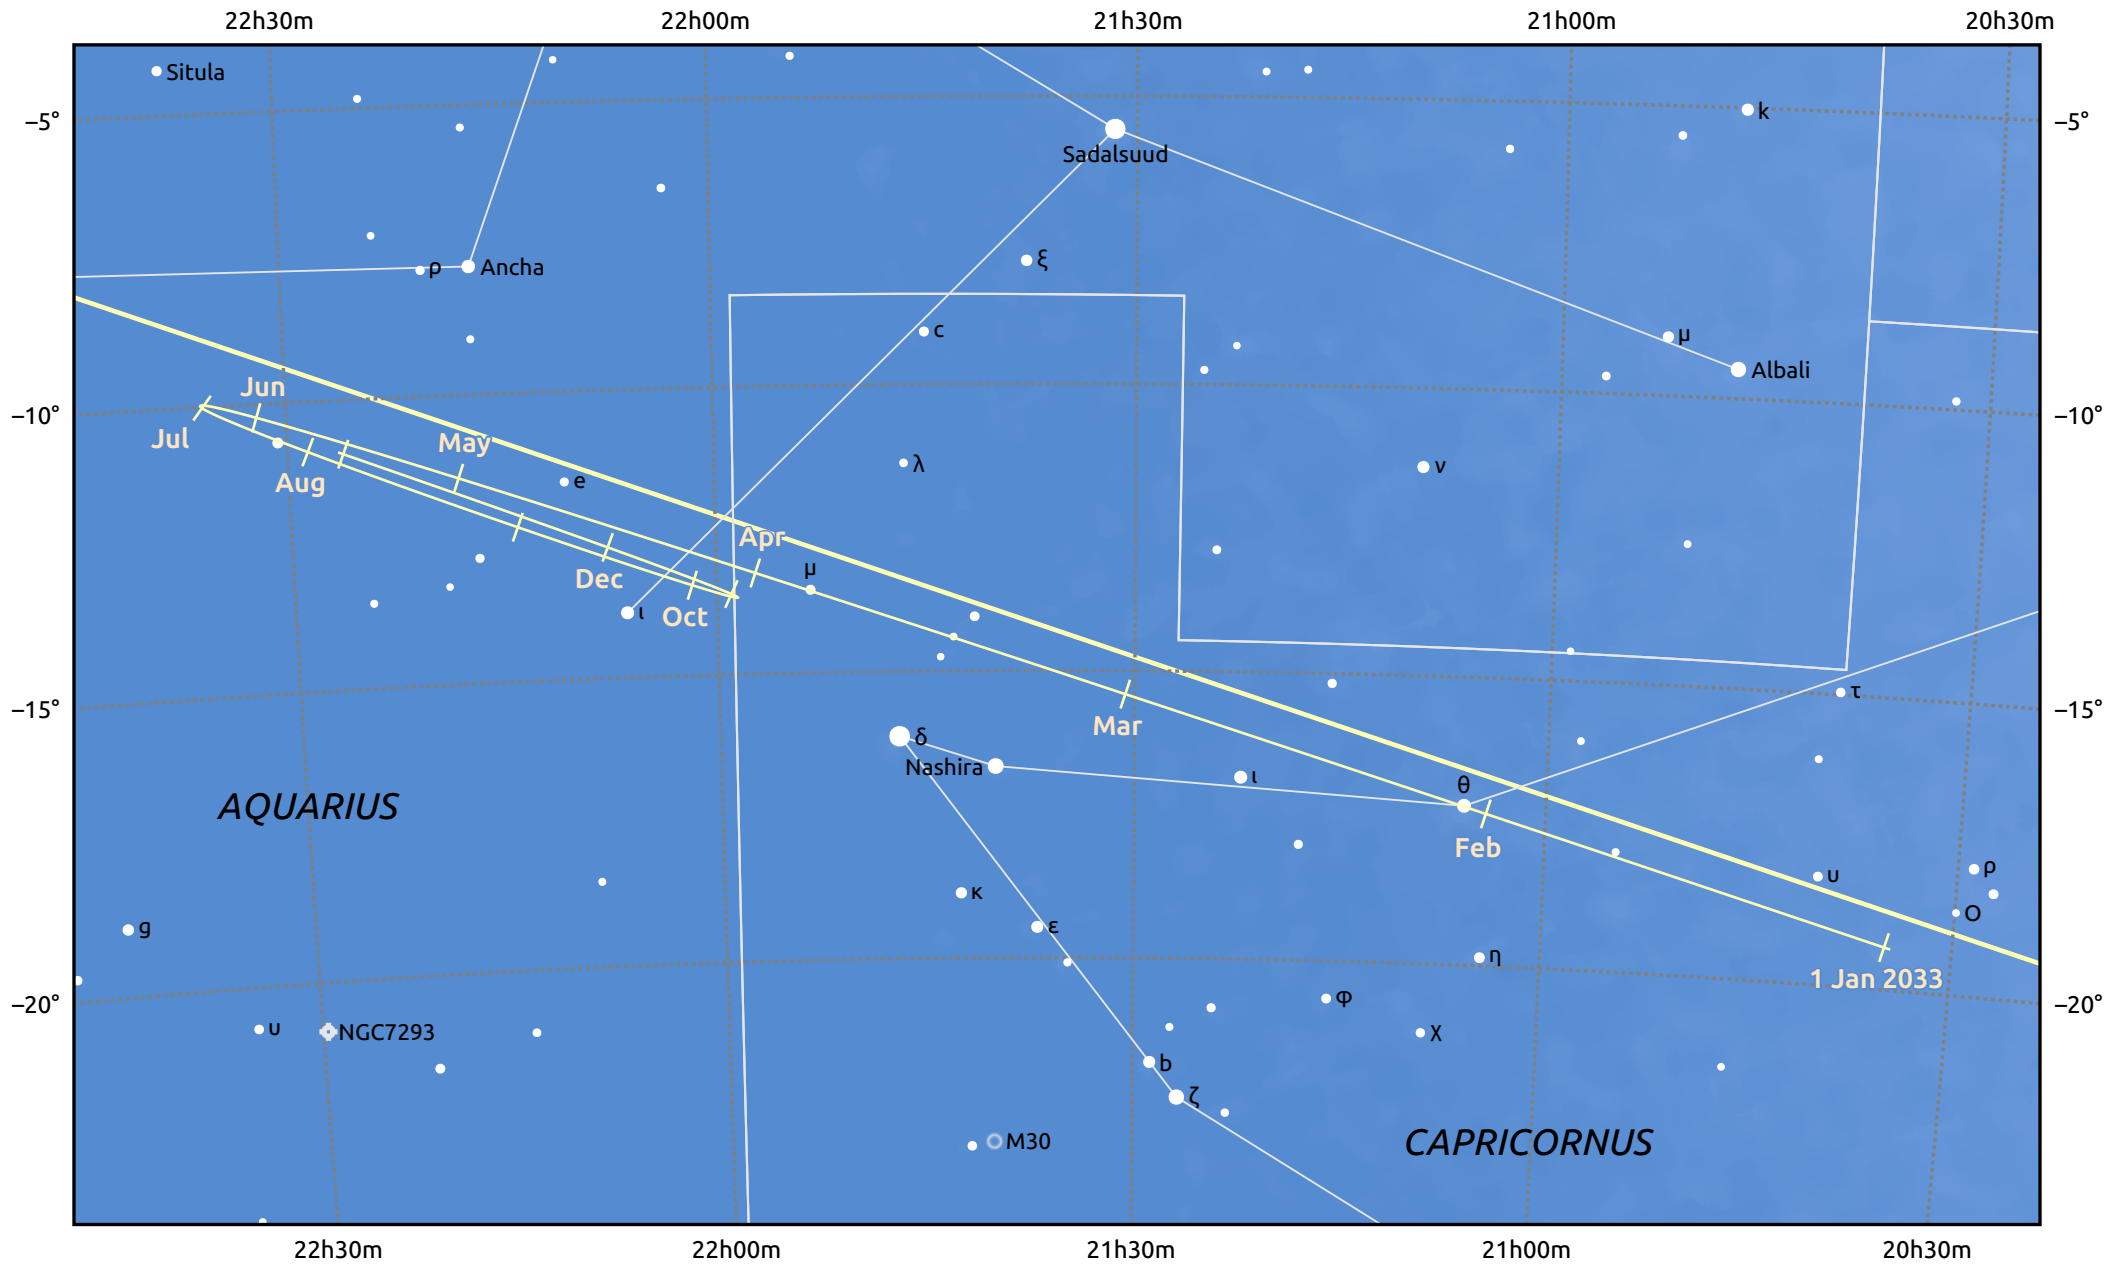 22h30m 22h00m 21h30m 21h00m 20h30m
Situla
k
−5° −5°
Sadalsuud
ξ
ρ Ancha
c
μ
Albali
Jun
−10° −10°
Jul
May
λ
ν
Aug
e
Apr
μ
Dec
ι
Oct
τ
−15° −15°
Mar
δ
Nashira
ι
θ
AQUARIUS
Feb
ρ
υ
κ
O
g
ε
η
1 Jan 2033
φ
−20° −20°
υ
NGC7293
χ
b
ζ
M30
CAPRICORNUS
22h30m 22h00m 21h30m 21h00m 20h30m